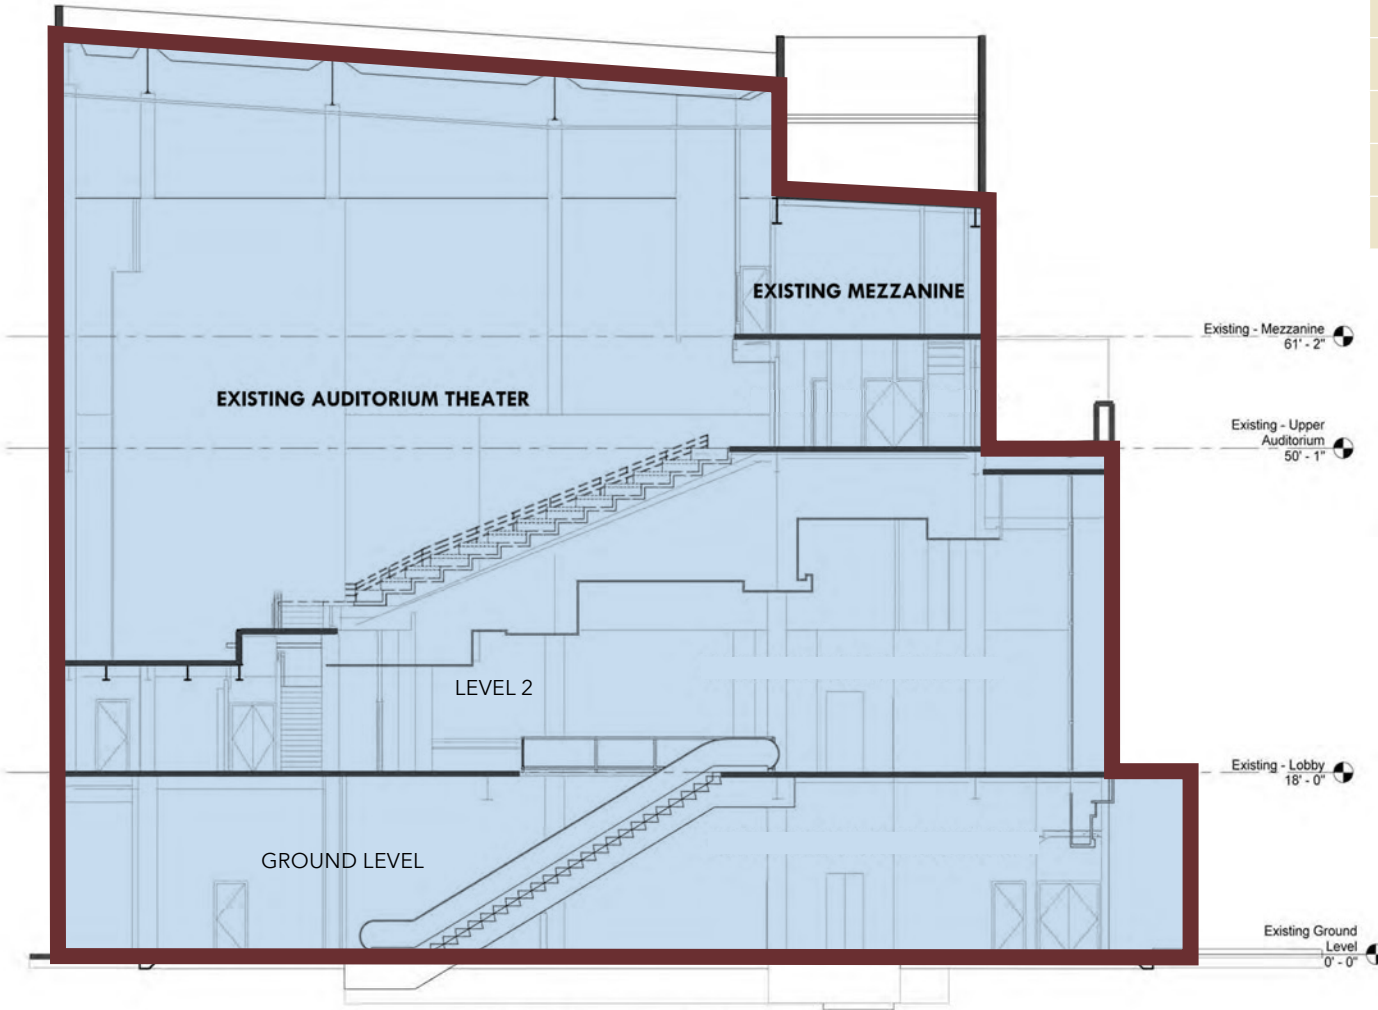 EXISTING MEZZANINE
Existing - Mezzanine
61' - 2"
EXISTING AUDITORIUM THEATER
Existing - Upper
Auditorium
50' - 1"
LEVEL 2
Existing - Lobby
18' - 0"
GROUND LEVEL
Existing Ground
Level
0' - 0"